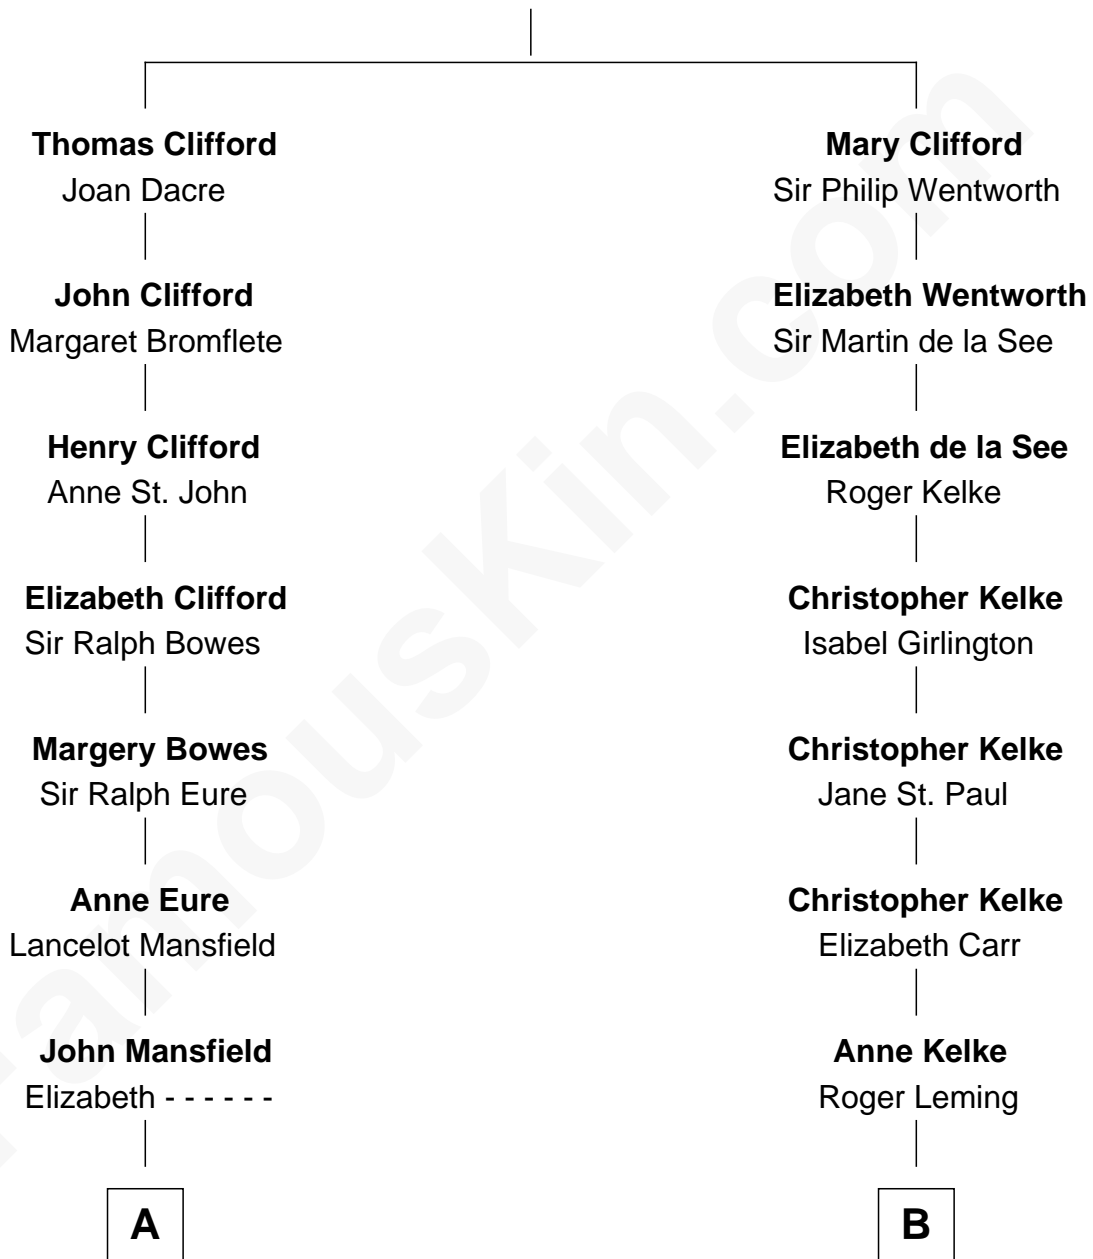 Thomas Clifford
Joan Dacre
John Clifford
Margaret Bromflete
Henry Clifford
Anne St. John
Elizabeth Clifford
Sir Ralph Bowes
Margery Bowes
Sir Ralph Eure
Anne Eure
Lancelot Mansfield
John Mansfield
Elizabeth - - - - - -
A
Mary Clifford
Sir Philip Wentworth
Elizabeth Wentworth
Sir Martin de la See
Elizabeth de la See
Roger Kelke
Christopher Kelke
Isabel Girlington
Christopher Kelke
Jane St. Paul
Christopher Kelke
Elizabeth Carr
Anne Kelke
Roger Leming
B
FamousKin.com